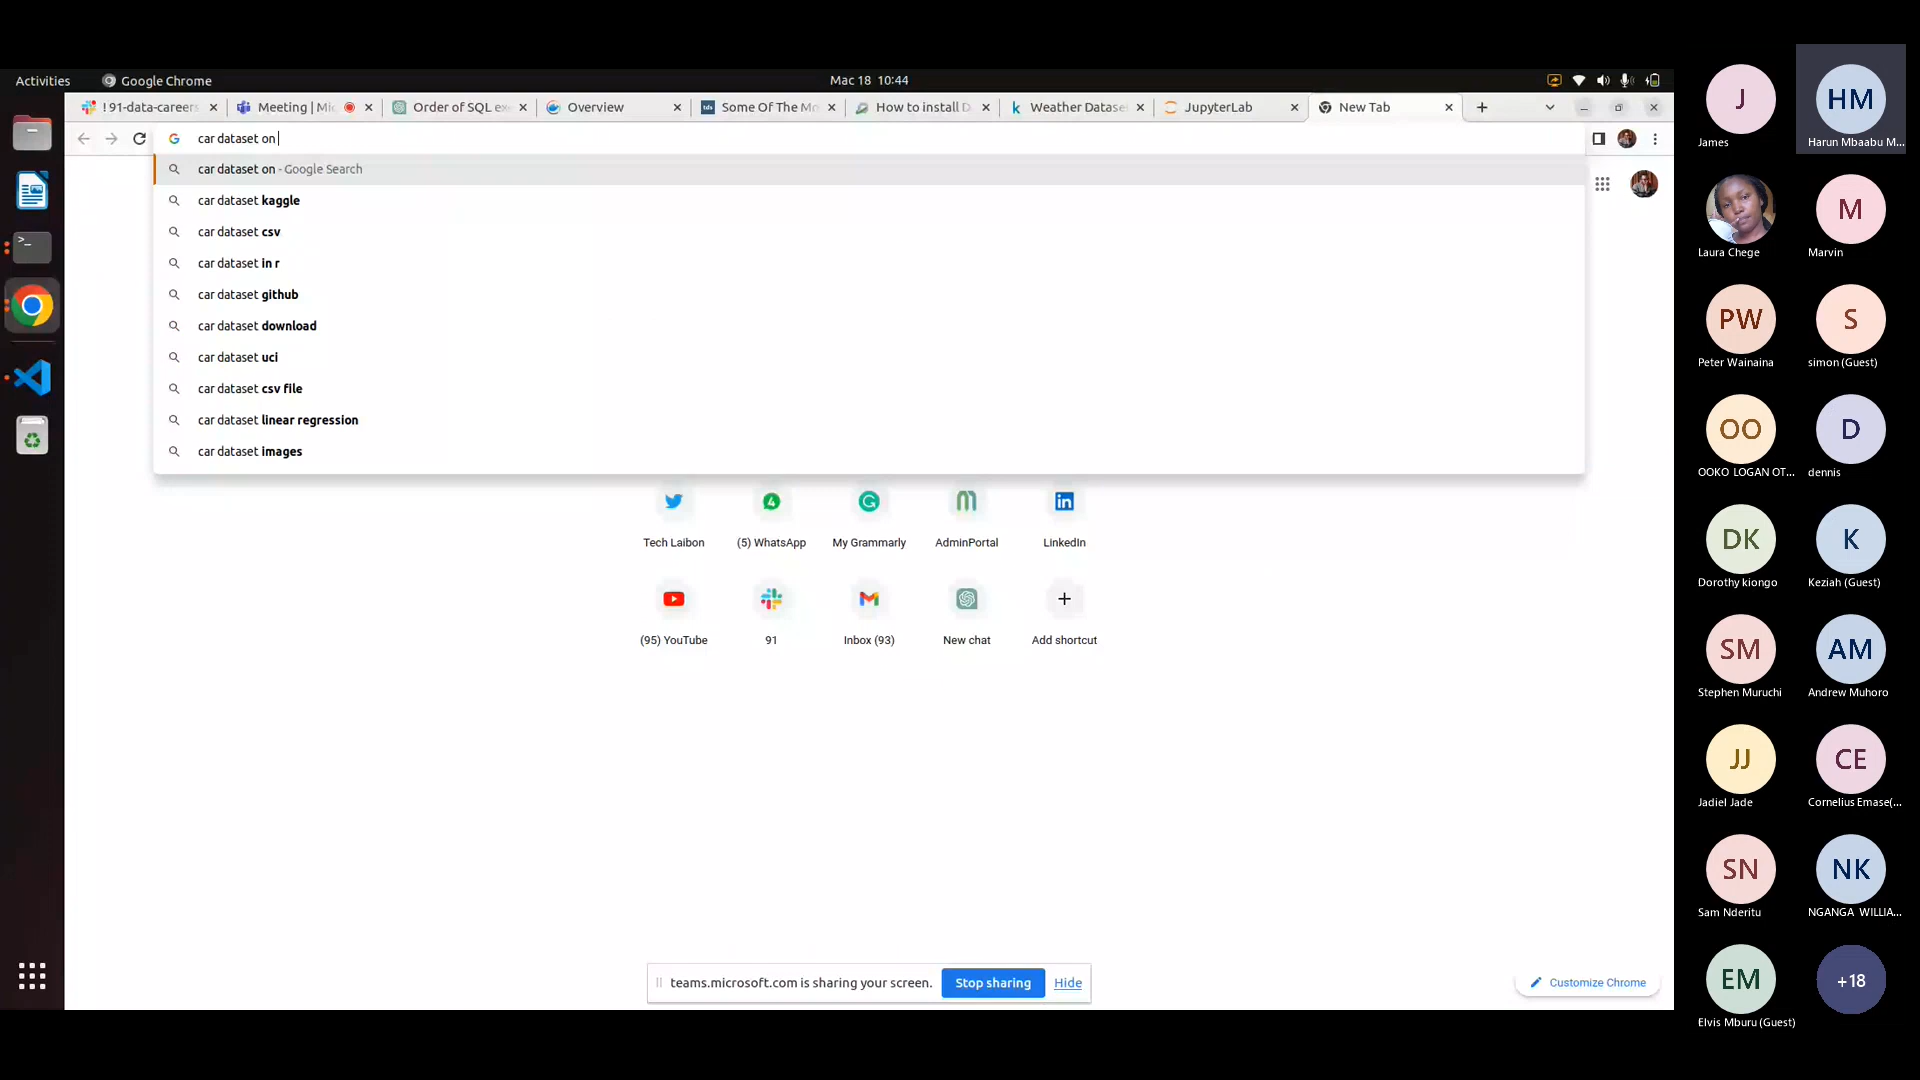 Activities
Google Chrome
Mac 18 10:44
!91-data-careers
Meeting | Mic
Order of SQL exe
Overview
Some Of The Mo
How to install D
Weather Datase
JupyterLab
New Tab
car dataset on
car dataset on - Google Search
car dataset kaggle
car dataset csv
car dataset in r
car dataset github
car dataset download
car dataset uci
car dataset csv file
car dataset linear regression
car dataset images
Tech Laibon
(5) WhatsApp
My Grammarly
AdminPortal
LinkedIn
(95) YouTube
91
Inbox (93)
New chat
Add shortcut
teams.microsoft.com is sharing your screen.
Stop sharing
Hide
Customize Chrome
J
James
HM
Harun Mbaabu M...
Laura Chege
M
Marvin
PW
Peter Wainaina
S
simon (Guest)
OO
OOKO LOGAN OT...
D
dennis
DK
Dorothy kiongo
K
Keziah (Guest)
SM
Stephen Muruchi
AM
Andrew Muhoro
JJ
Jadiel Jade
CE
Cornelius Emase(...
SN
Sam Nderitu
NK
NGANGA WILLIA...
EM
Elvis Mburu (Guest)
+18